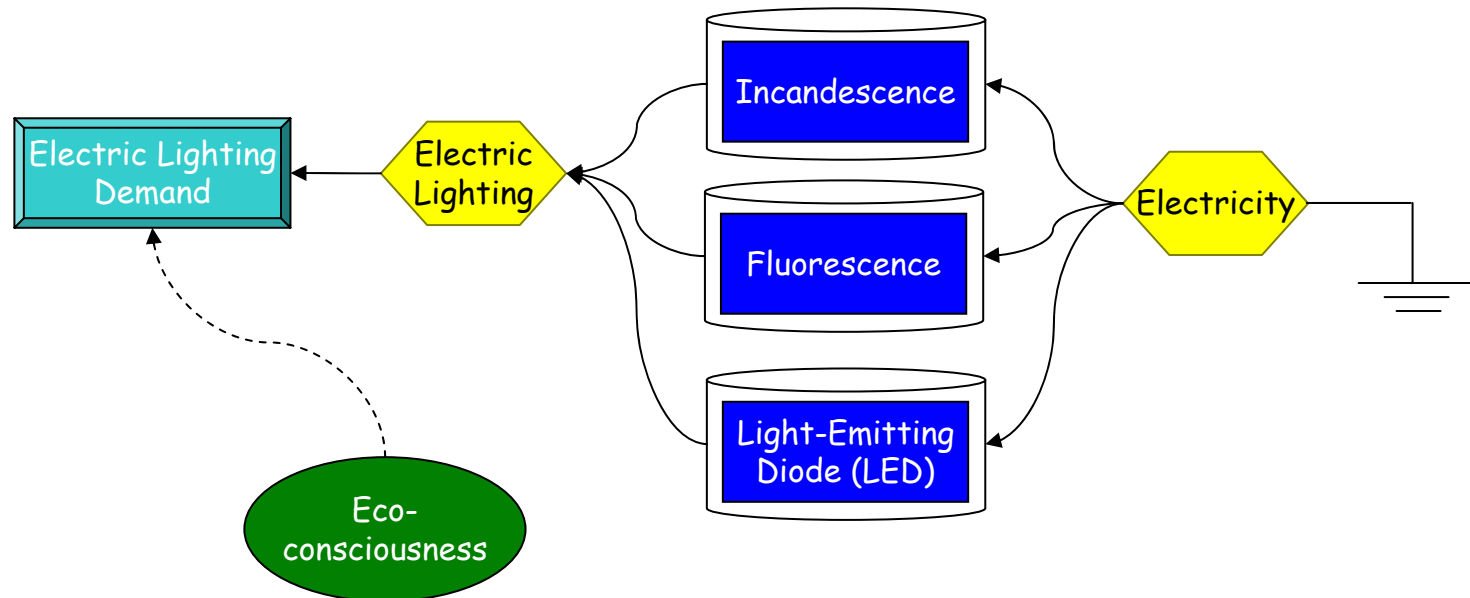 Electric Lighting
Demand
Electric
Lighting
Incandescence
Fluorescence
Light-Emitting
Diode (LED)
Electricity
Eco-
consciousness